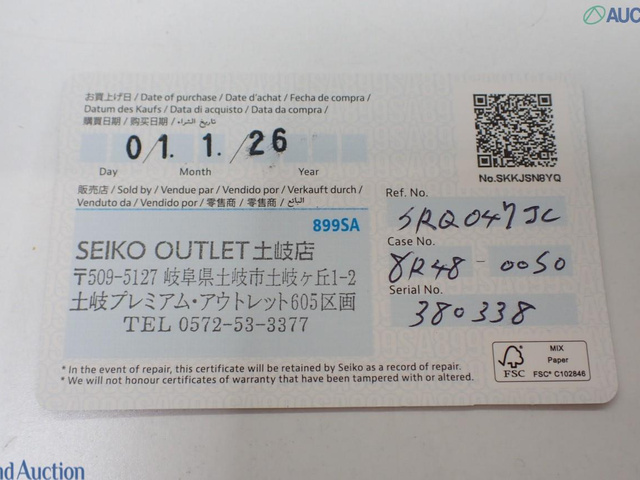 AUC
お買上げ日 / Date of purchase / Date d'achat / Fecha de compra /
Datum des Kaufs / Data di acquisto / Data da compra /
購買日期 / 购买日期 / تاريخ الشراء
01. 1. / 26
Day Month Year
No.SKKJSN8YQ
販売店 / Sold by / Vendue par / Vendido por / Verkauft durch /
Venduto da / Vendido por / 零售商 / 零售商 / البائع
899SA
SEIKO OUTLET 土岐店
〒509-5127 岐阜県土岐市土岐ヶ丘1-2
土岐プレミアム・アウトレット605区画
TEL 0572-53-3377
Ref. No.
SRQ047JC
Case No.
8R48-00S0
Serial No.
380338
* In the event of repair, this certificate will be retained by Seiko as a record of repair.
* We will not honour certificates of warranty that have been tampered with or altered.
FSC
MIX
Paper
FSC® C102846
nd Auction